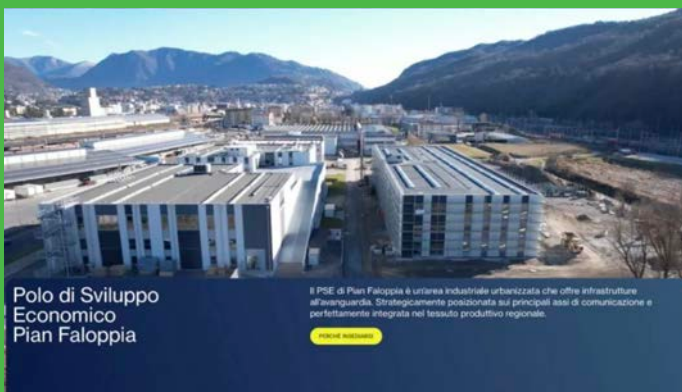 Polo di Sviluppo
Economico
Pian Faloppia
Il PSE di Pian Faloppia è un'area industriale urbanizzata che offre infrastrutture
all'avanguardia. Strategicamente posizionata sui principali assi di comunicazione e
perfettamente integrata nel tessuto produttivo regionale.
PERCHÉ INSEDIARSI